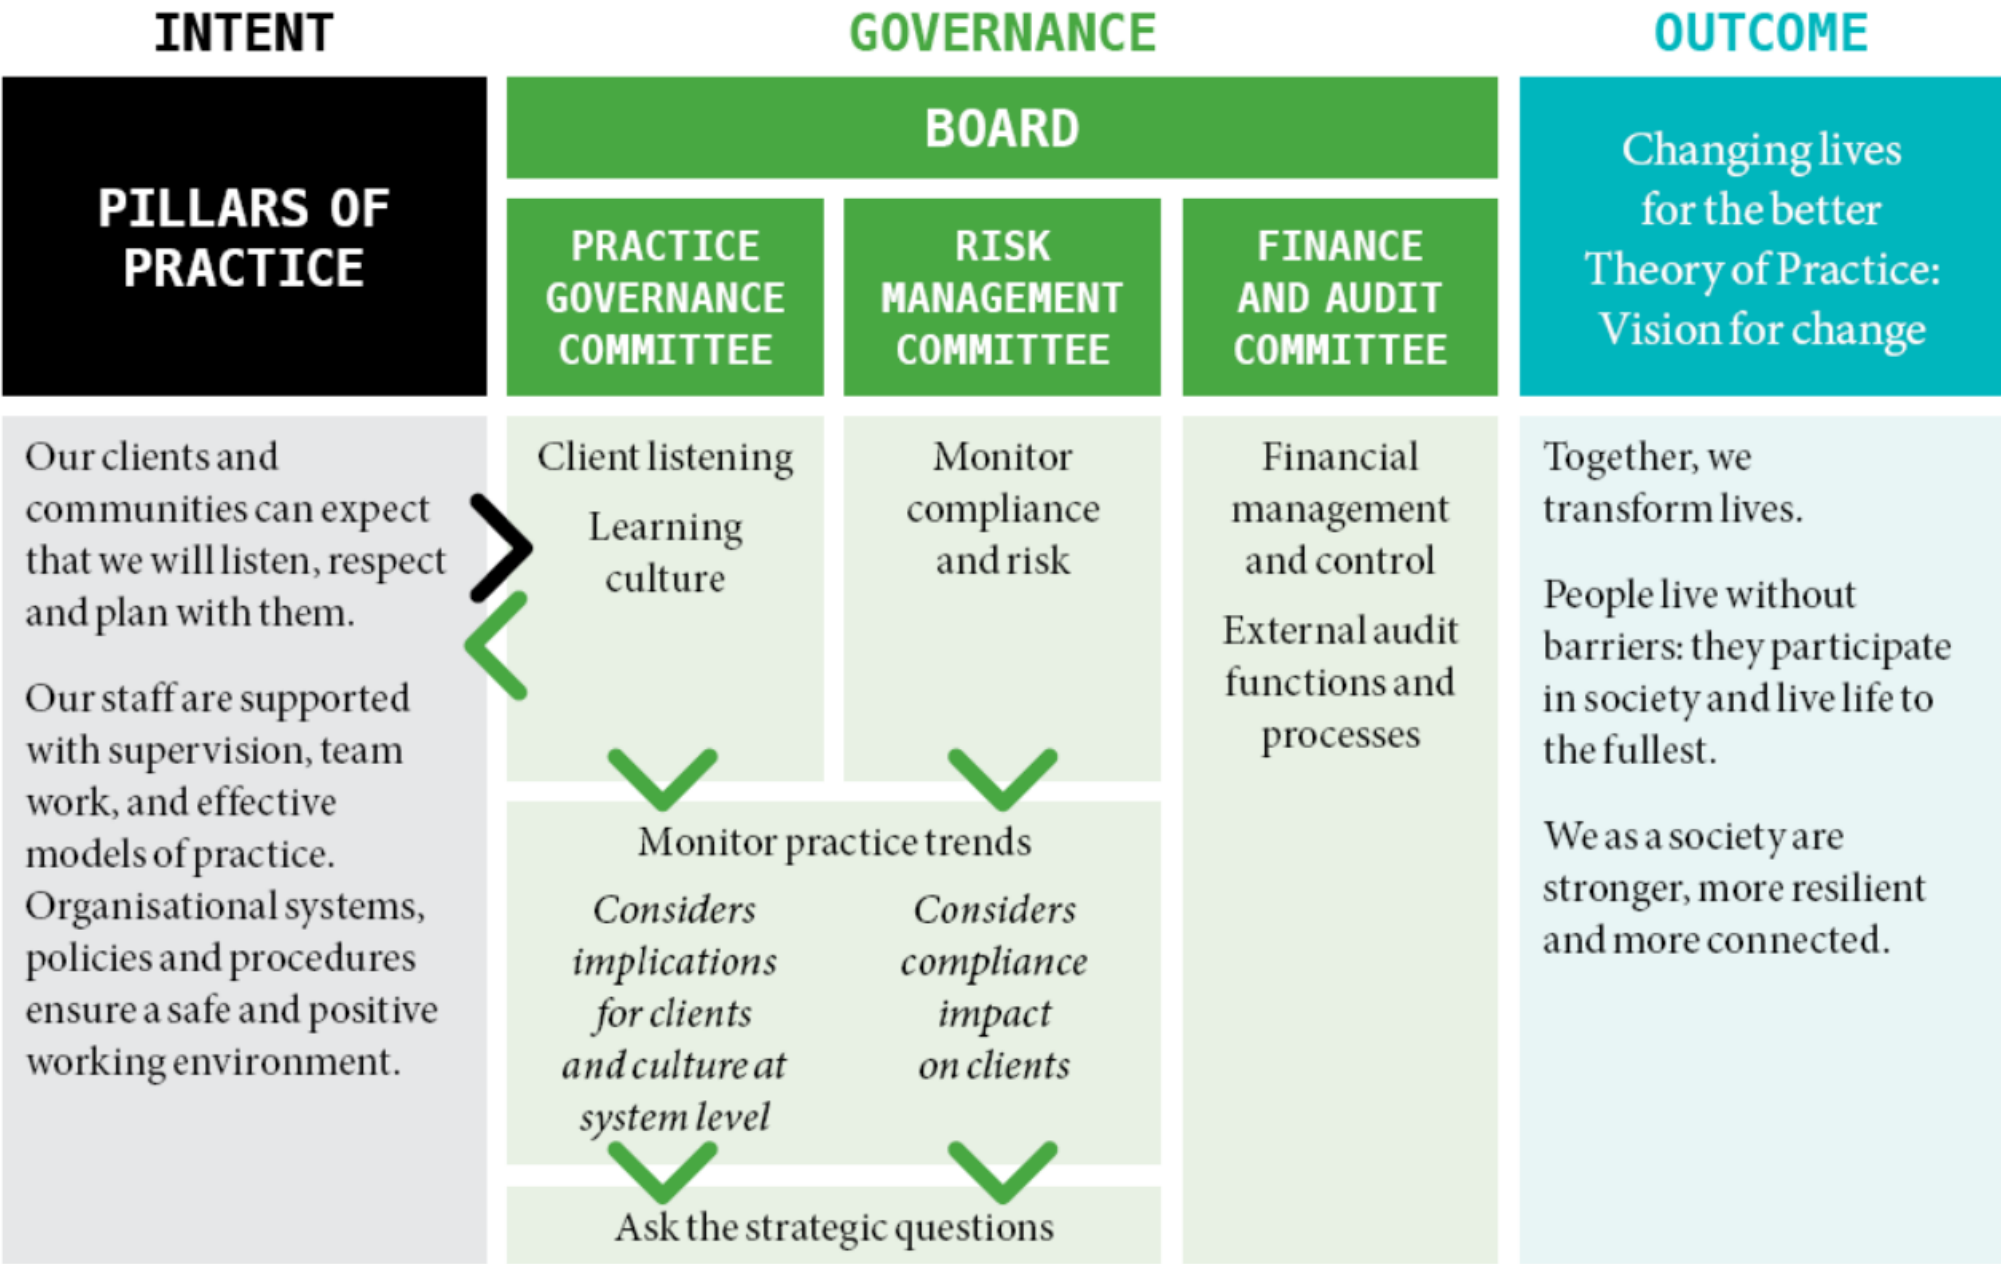 INTENT
PILLARS OF
PRACTICE
Our clients and
communities can expect
that we will listen, respect
and plan with them.
Our staff are supported
with supervision, team
work, and effective
models of practice.
Organisational systems,
policies and procedures
ensure a safe and positive
working environment.
GOVERNANCE
BOARD
PRACTICE
GOVERNANCE
COMMITTEE
Client listening
Learning
culture
RISK
MANAGEMENT
COMMITTEE
Monitor
compliance
and risk
Monitor practice trends
Considers
implications
for clients
and culture at
system level
Considers
compliance
impact
on clients
Ask the strategic questions
FINANCE
AND AUDIT
COMMITTEE
Financial
management
and control
External audit
functions and
processes
OUTCOME
Changing lives
for the better
Theory of Practice:
Vision for change
Together, we
transform lives.
People live without
barriers: they participate
in society and live life to
the fullest.
We as a society are
stronger, more resilient
and more connected.